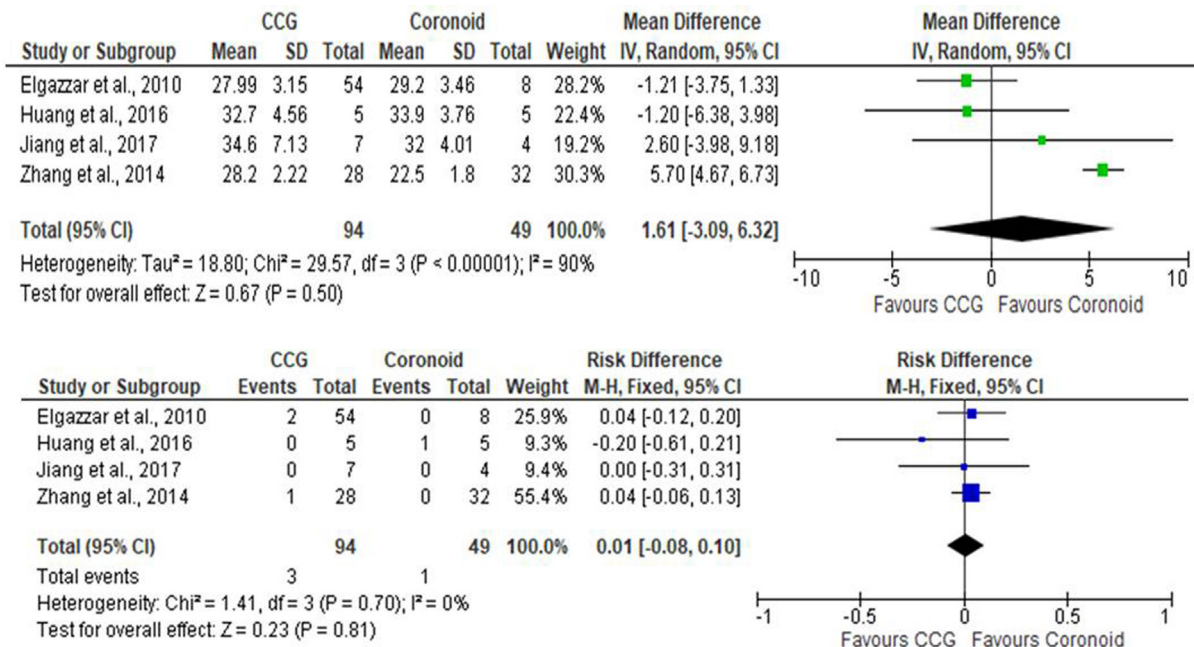 CCG Coronoid Mean Difference Mean Difference
Study or Subgroup Mean SD Total Mean SD Total Weight IV, Random, 95% CI IV, Random, 95% CI
Elgazzar et al., 2010 27.99 3.15 54 29.2 3.46 8 28.2% -1.21 [-3.75, 1.33]
Huang et al., 2016 32.7 4.56 5 33.9 3.76 5 22.4% -1.20 [-6.38, 3.98]
Jiang et al., 2017 34.6 7.13 7 32 4.01 4 19.2% 2.60 [-3.98, 9.18]
Zhang et al., 2014 28.2 2.22 28 22.5 1.8 32 30.3% 5.70 [4.67, 6.73]
Total (95% CI) 94 49 100.0% 1.61 [-3.09, 6.32]
Heterogeneity: Tau² = 18.80; Chi² = 29.57, df = 3 (P < 0.00001); I² = 90%
Test for overall effect: Z = 0.67 (P = 0.50)
-10 -5 0 5 10
Favours CCG Favours Coronoid
CCG Coronoid Risk Difference Risk Difference
Study or Subgroup Events Total Events Total Weight M-H, Fixed, 95% CI M-H, Fixed, 95% CI
Elgazzar et al., 2010 2 54 0 8 25.9% 0.04 [-0.12, 0.20]
Huang et al., 2016 0 5 1 5 9.3% -0.20 [-0.61, 0.21]
Jiang et al., 2017 0 7 0 4 9.4% 0.00 [-0.31, 0.31]
Zhang et al., 2014 1 28 0 32 55.4% 0.04 [-0.06, 0.13]
Total (95% CI) 94 49 100.0% 0.01 [-0.08, 0.10]
Total events 3 1
Heterogeneity: Chi² = 1.41, df = 3 (P = 0.70); I² = 0%
Test for overall effect: Z = 0.23 (P = 0.81)
-1 -0.5 0 0.5 1
Favours CCG Favours Coronoid